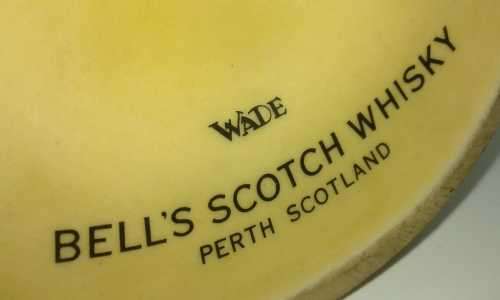 WADE
BELL'S SCOTCH WHISKY
PERTH SCOTLAND